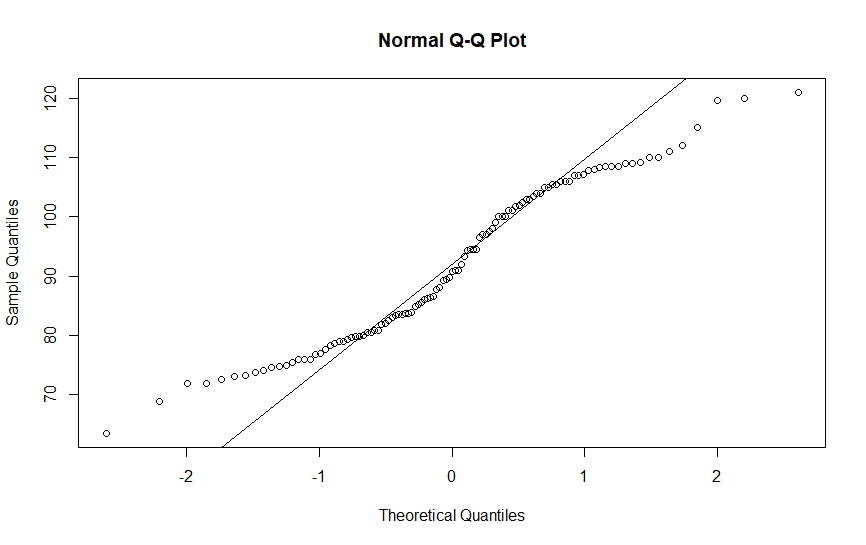 Normal Q-Q Plot
120
110
100
90
80
70
Sample Quantiles
-2 -1 0 1 2
Theoretical Quantiles